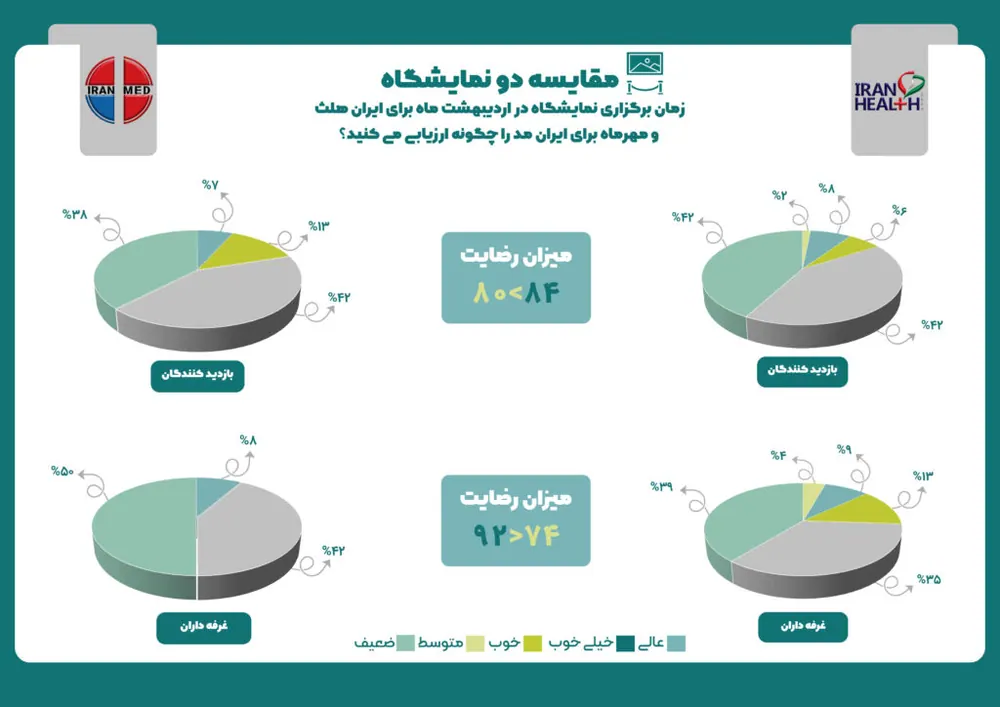 مقایسه دو نمایشگاه
زمان برگزاری نمایشگاه در اردیبهشت ماه برای ایران هلث
و مهرماه برای ایران مد را چگونه ارزیابی می کنید؟
IRAN HEALTH
IRAN MED
%۲
%۸
%۶
%۴۲
%۴۲
بازدید کنندگان
میزان رضایت
۸۴>۸۰
%۷
%۳۸
%۱۳
%۴۲
بازدید کنندگان
%۴
%۹
%۱۳
%۳۹
%۳۵
غرفه داران
میزان رضایت
۷۴<۹۲
%۸
%۵۰
%۴۲
غرفه داران
عالی خیلی خوب خوب متوسط ضعیف